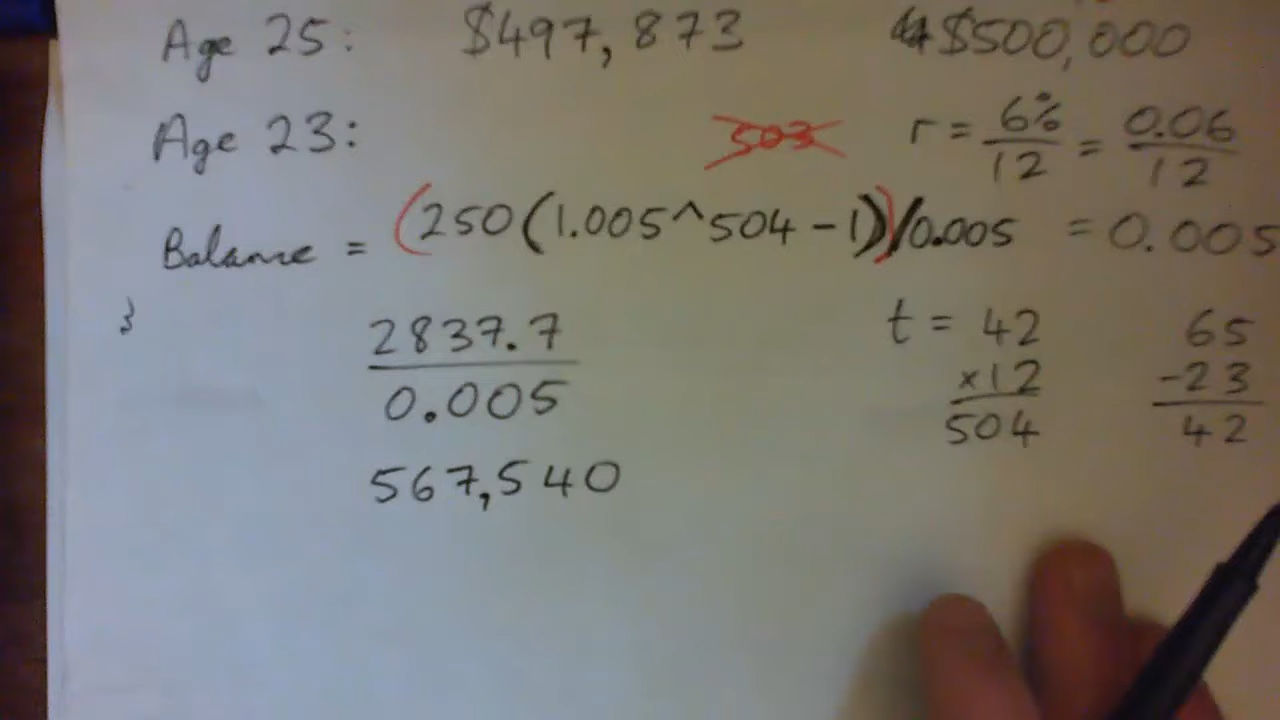 Age 25: $497,873 $500,000
Age 23: 503 r = 6%/12 = 0.06/12
Balance = (250(1.005^504-1))/0.005 = 0.005
2837.7 t = 42 65
0.005 x12 -23
504 42
567,540